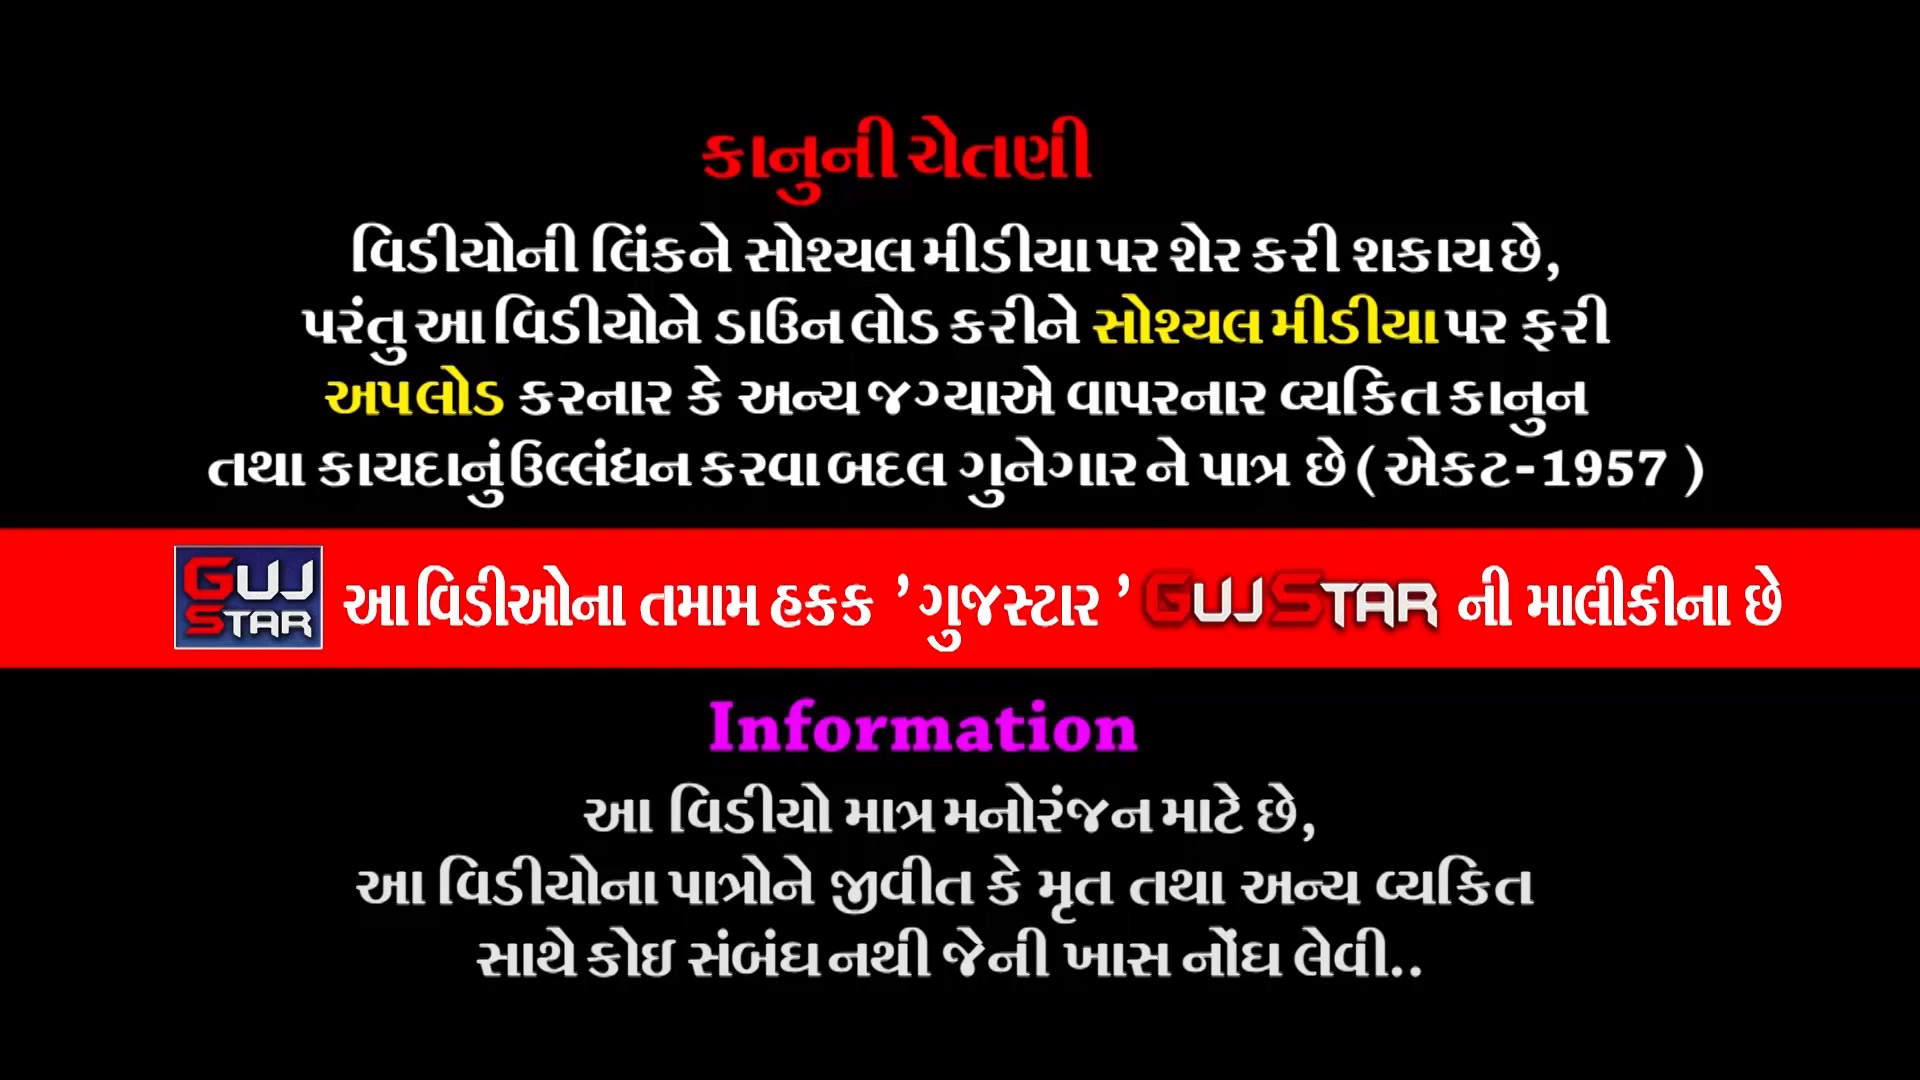 કાનુની ચેતણી
વિડીયોની લિંકને સોશ્યલ મીડીયા પર શેર કરી શકાય છે,
પરંતુ આ વિડીયોને ડાઉન લોડ કરીને સોશ્યલ મીડીયા પર ફરી
અપલોડ કરનાર કે અન્ય જગ્યાએ વાપરનાર વ્યકિત કાનુન
તથા કાયદાનું ઉલ્લંઘન કરવા બદલ ગુનેગાર ને પાત્ર છે ( એકટ-1957 )
GUJ STAR આ વિડીઓના તમામ હકક ’ ગુજસ્ટાર ’ GUJ STAR ની માલીકીના છે
Information
આ વિડીયો માત્ર મનોરંજન માટે છે,
આ વિડીયોના પાત્રોને જીવીત કે મૃત તથા અન્ય વ્યકિત
સાથે કોઇ સંબંધ નથી જેની ખાસ નોંધ લેવી..